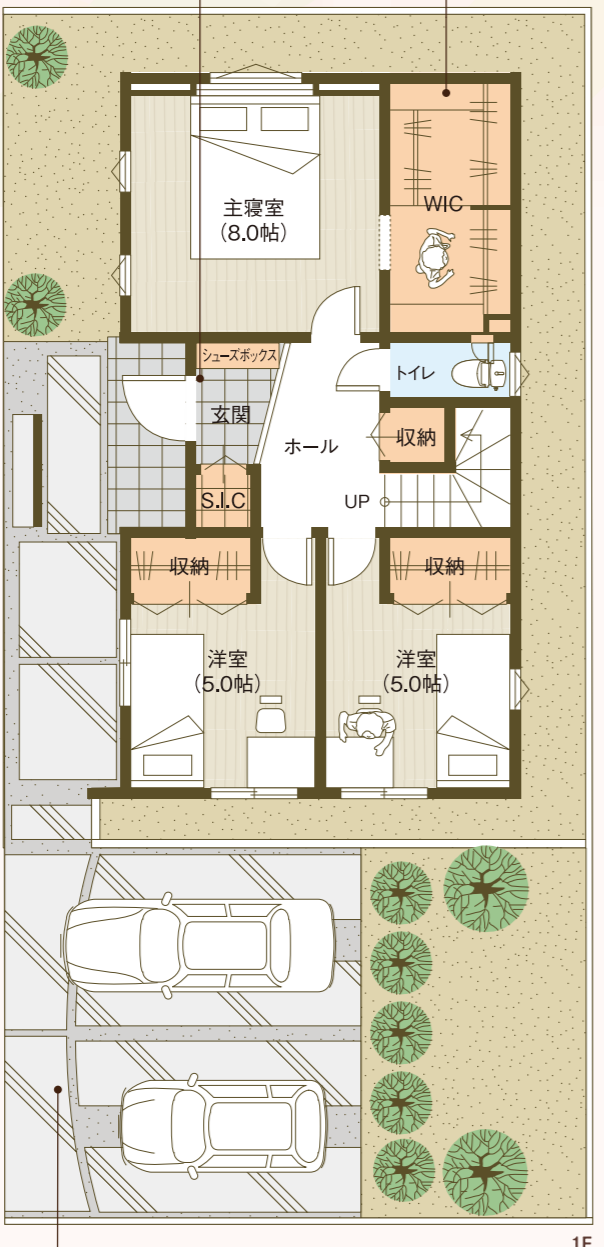 主寝室
（8.0帖）
WIC
シューズボックス
トイレ
玄関
ホール
収納
S.I.C
UP
収納
収納
洋室
（5.0帖）
洋室
（5.0帖）
1F